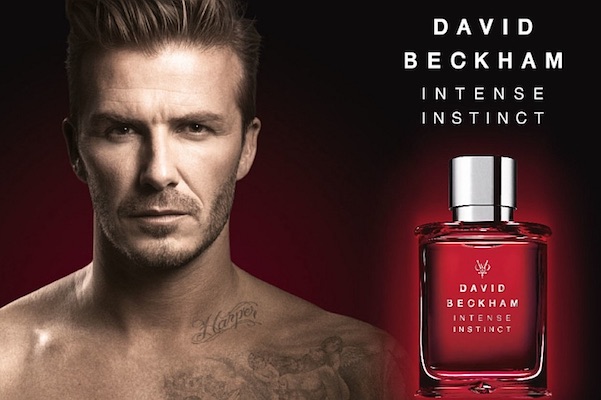 DAVID
BECKHAM
INTENSE
INSTINCT
Harper
DAVID
BECKHAM
INTENSE
INSTINCT